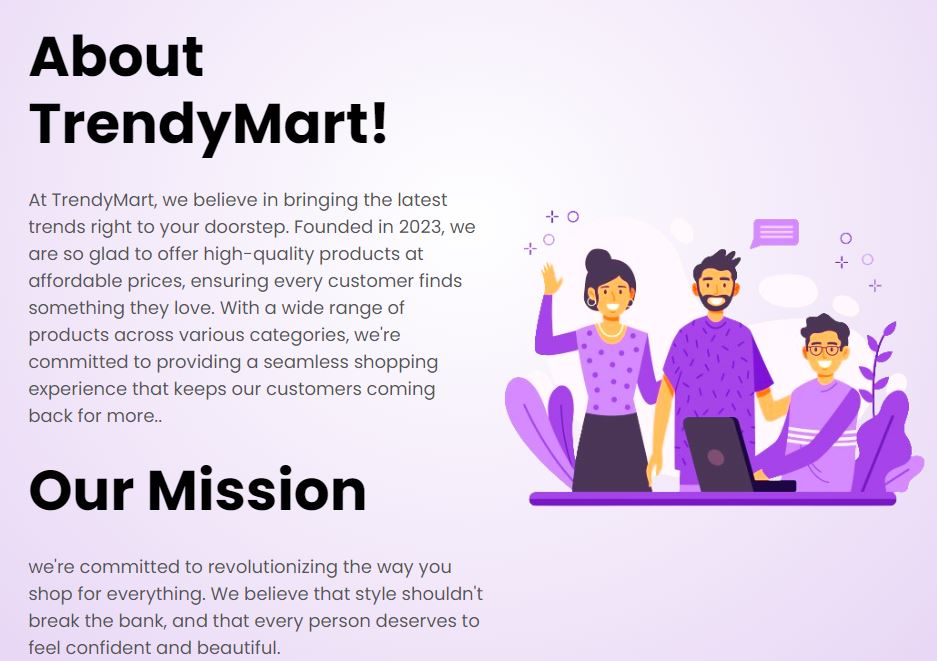 About
TrendyMart!
At TrendyMart, we believe in bringing the latest
trends right to your doorstep. Founded in 2023, we
are so glad to offer high-quality products at
affordable prices, ensuring every customer finds
something they love. With a wide range of
products across various categories, we're
committed to providing a seamless shopping
experience that keeps our customers coming
back for more..
Our Mission
we're committed to revolutionizing the way you
shop for everything. We believe that style shouldn't
break the bank, and that every person deserves to
feel confident and beautiful.